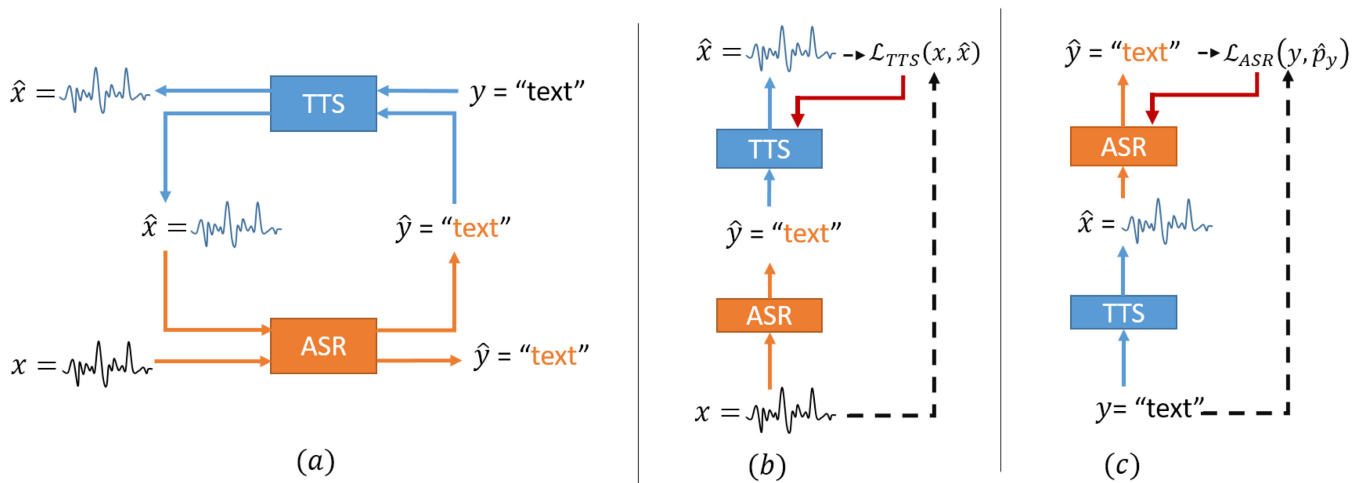 x̂ =
TTS
y = “text”
x̂ =
ŷ = “text”
x =
ASR
ŷ = “text”
(a)
x̂ =
ℒ_TTS(x, x̂)
TTS
ŷ = “text”
ASR
x =
(b)
ŷ = “text”
ℒ_ASR(y, p̂_y)
ASR
x̂ =
TTS
y= “text”
(c)